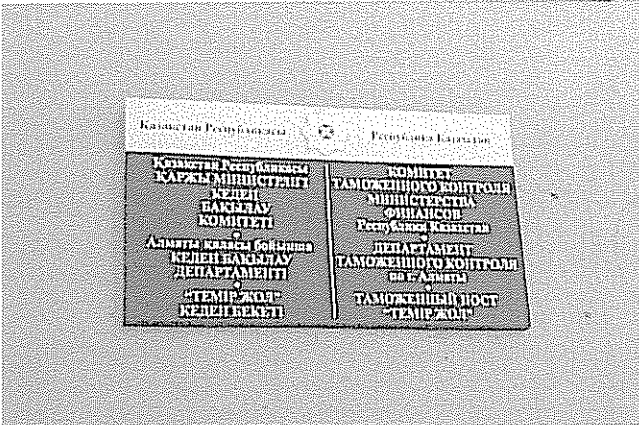 Қазақстан Республикасы
Республика Казахстан
Қазақстан Республикасы
ҚАРЖЫ МИНИСТРЛІГІ
КЕДЕН
БАҚЫЛАУ
КОМИТЕТІ
Алматы қаласы бойынша
КЕДЕН БАҚЫЛАУ
ДЕПАРТАМЕНТІ
"ТЕМІРЖОЛ"
КЕДЕН БЕКЕТІ
КОМИТЕТ
ТАМОЖЕННОГО КОНТРОЛЯ
МИНИСТЕРСТВА
ФИНАНСОВ
Республики Казахстан
ДЕПАРТАМЕНТ
ТАМОЖЕННОГО КОНТРОЛЯ
по г. Алматы
ТАМОЖЕННЫЙ ПОСТ
"ТЕМІРЖОЛ"